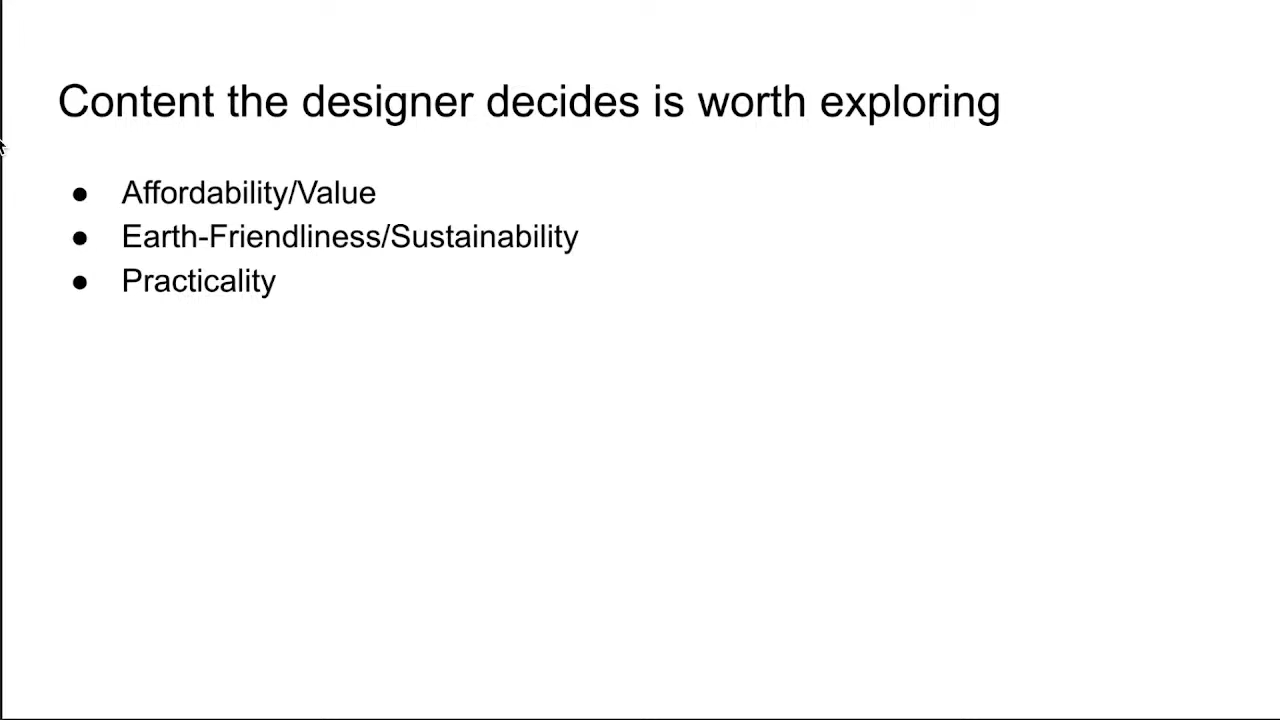 Content the designer decides is worth exploring
● Affordability/Value
● Earth-Friendliness/Sustainability
● Practicality